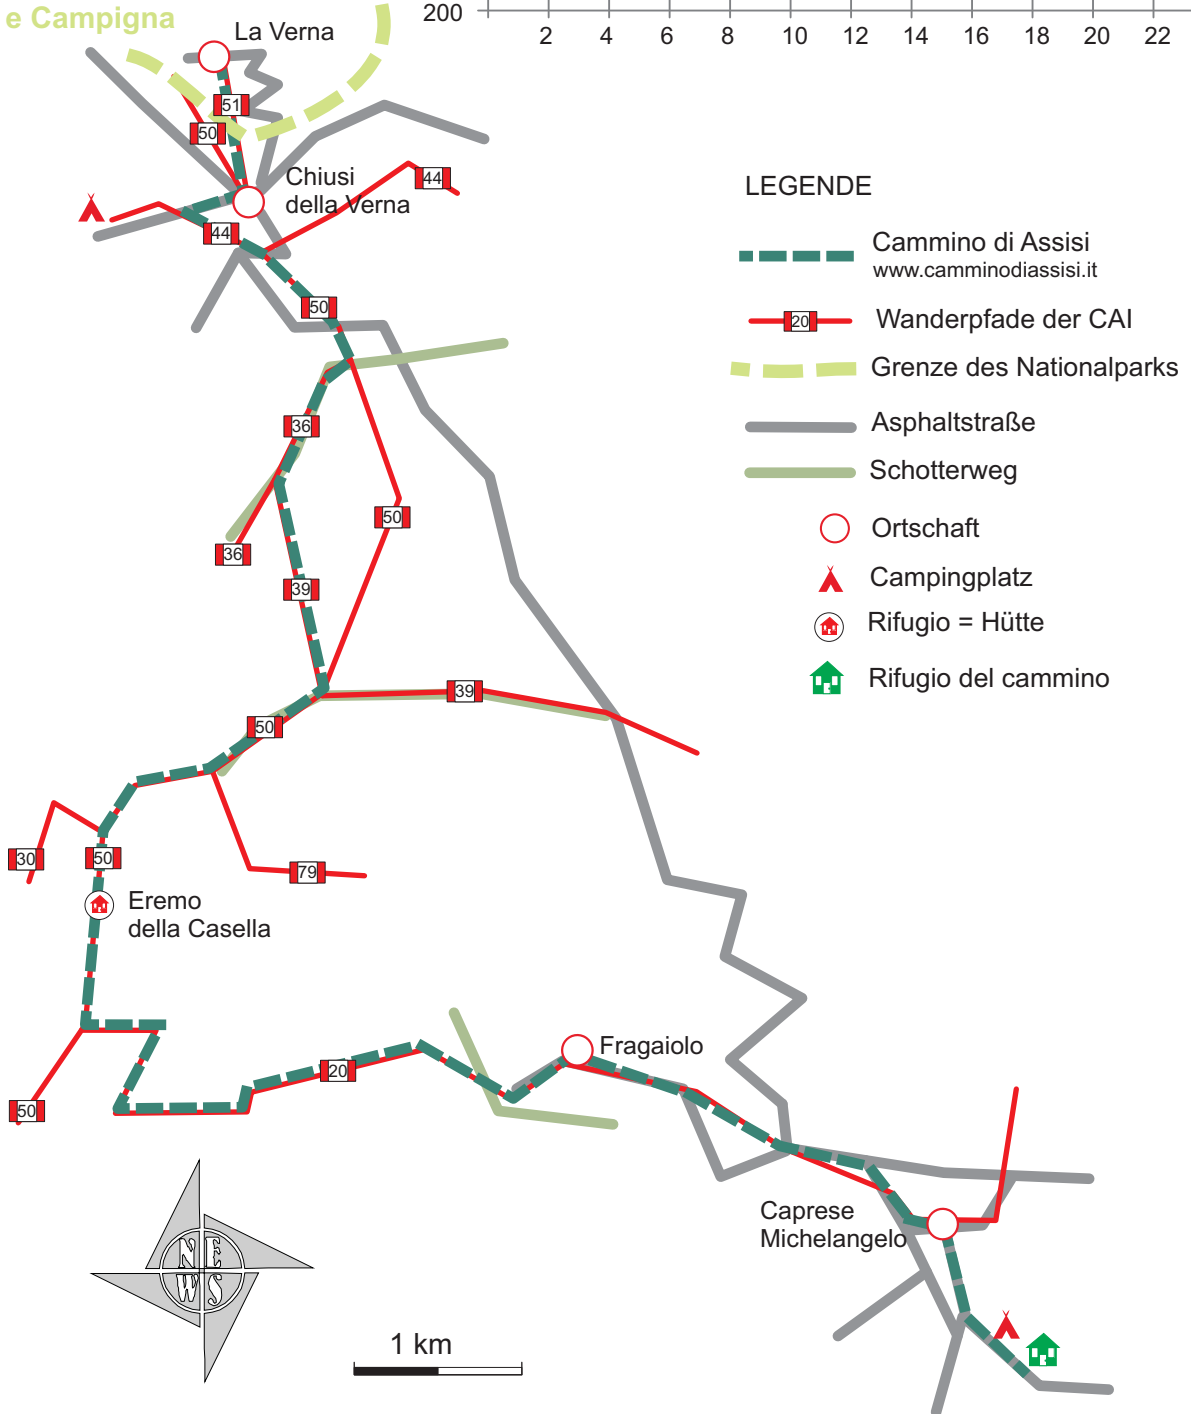 e Campigna
200
2 4 6 8 10 12 14 16 18 20 22
La Verna
51
50
Chiusi
della Verna
44
44
50
36
50
36
39
39
50
30
50
79
Eremo
della Casella
Fragaiolo
20
50
Caprese
Michelangelo
N E
W S
1 km
LEGENDE
Cammino di Assisi
www.camminodiassisi.it
20
Wanderpfade der CAI
Grenze des Nationalparks
Asphaltstraße
Schotterweg
Ortschaft
Campingplatz
Rifugio = Hütte
Rifugio del cammino